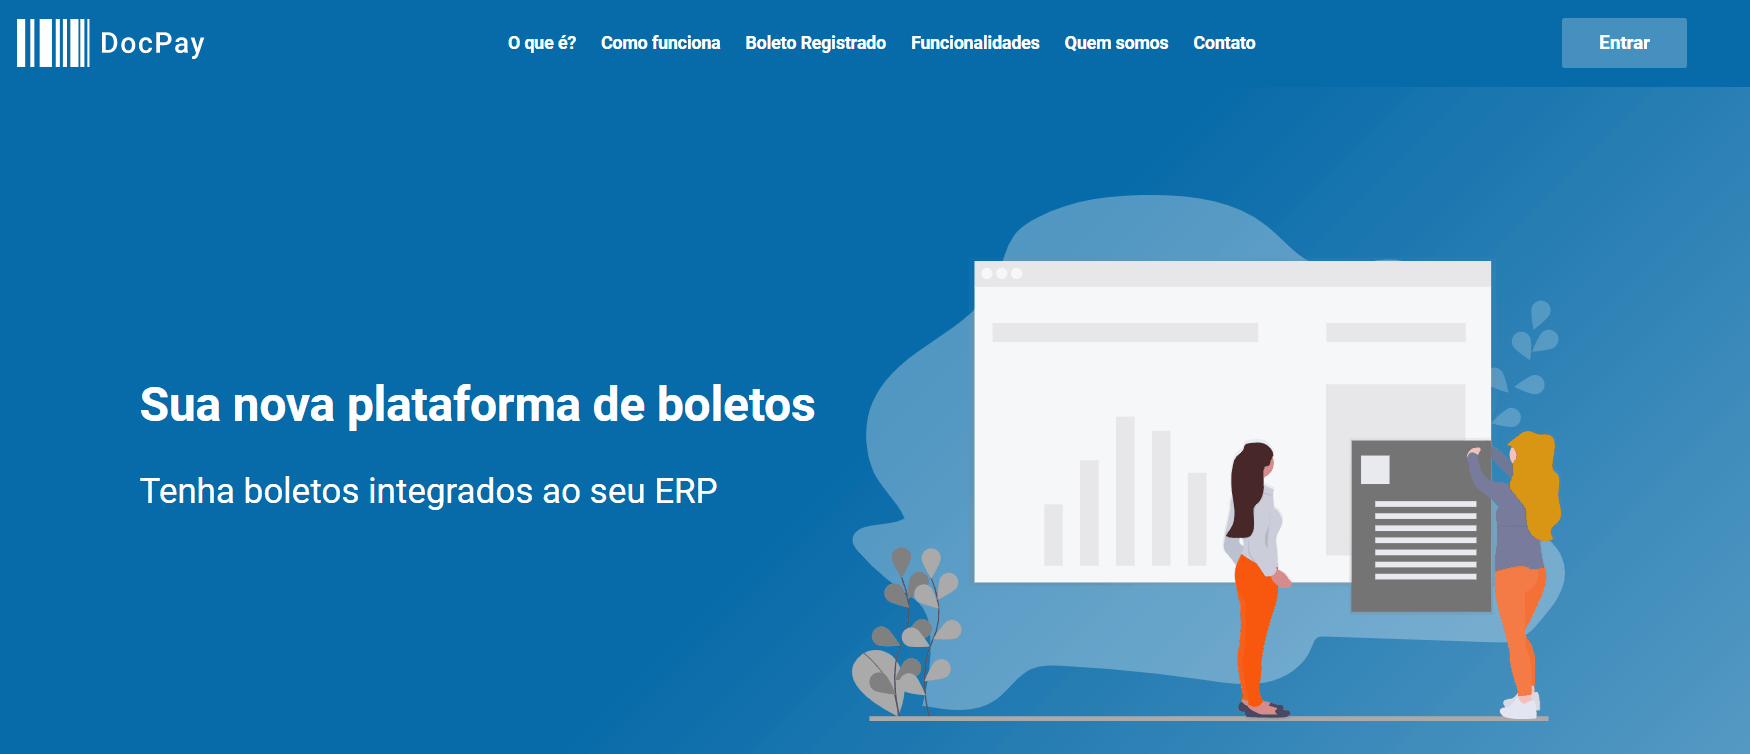 DocPay
O que é?
Como funciona
Boleto Registrado
Funcionalidades
Quem somos
Contato
Entrar
Sua nova plataforma de boletos
Tenha boletos integrados ao seu ERP